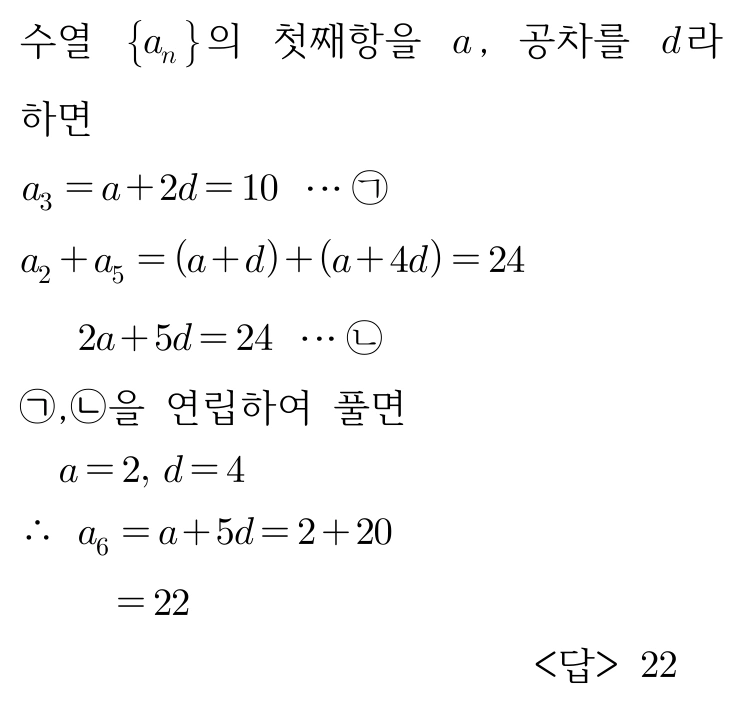 수열 {aₙ}의 첫째항을 a, 공차를 d라
하면
a₃ = a+2d = 10 ⋯ ㉠
a₂ + a₅ = (a+d)+(a+4d) = 24
2a+5d = 24 ⋯ ㉡
㉠,㉡을 연립하여 풀면
a = 2, d = 4
∴ a₆ = a+5d = 2+20
= 22
<답> 22